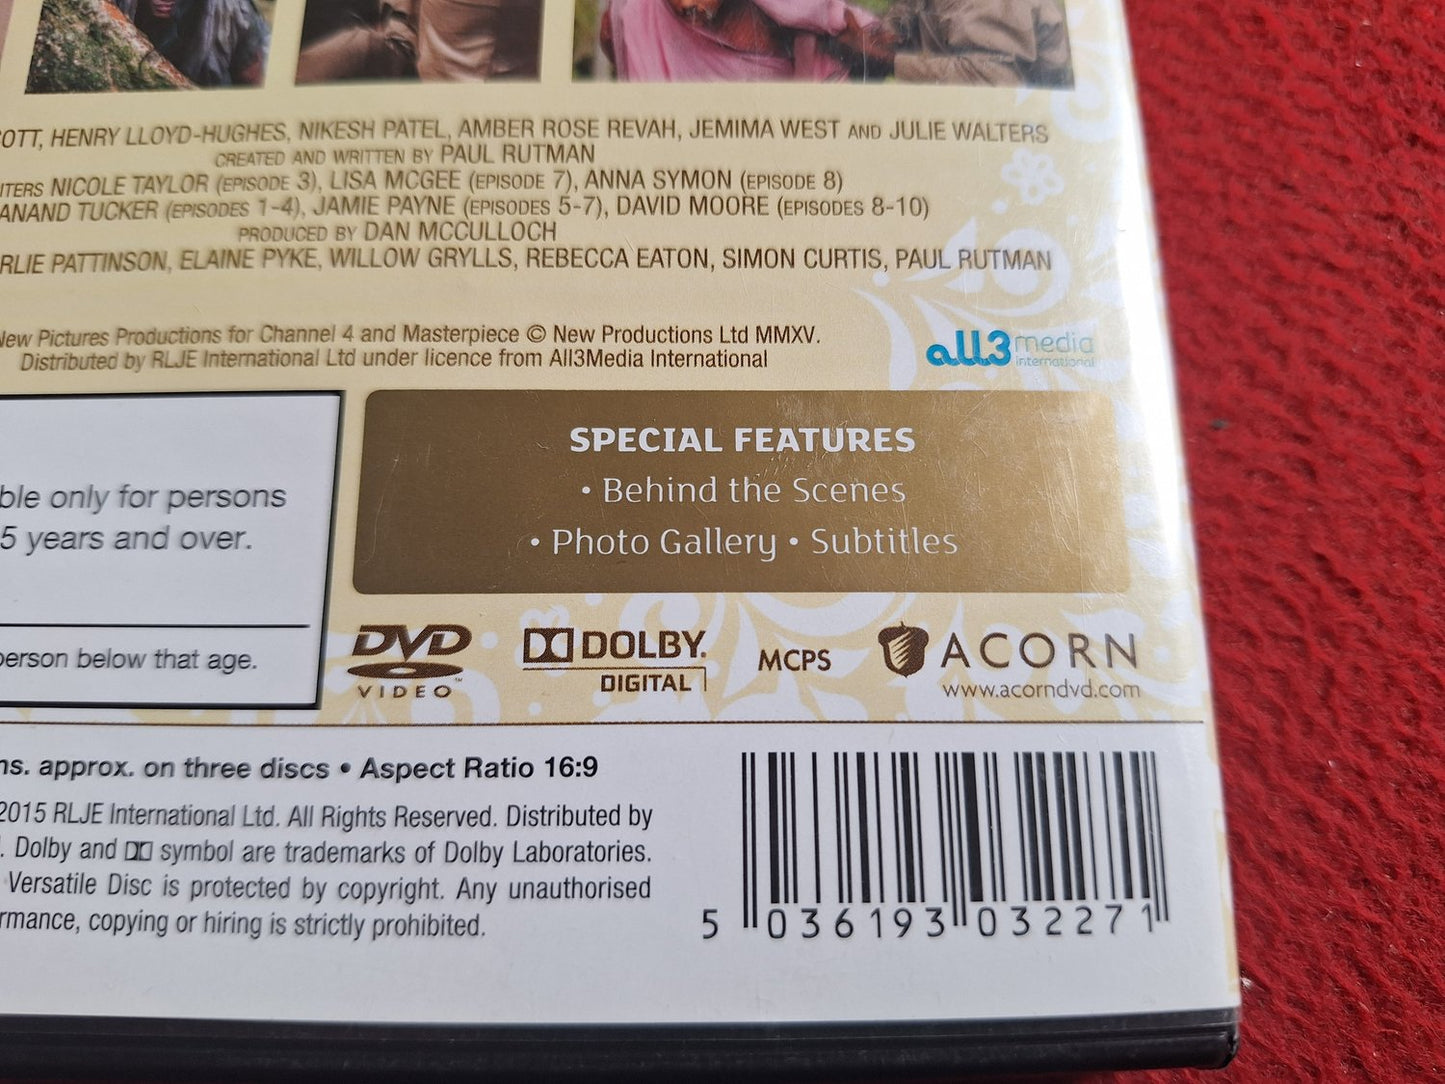 OTT, HENRY LLOYD-HUGHES, NIKESH PATEL, AMBER ROSE REVAH, JEMIMA WEST AND JULIE WALTERS
CREATED AND WRITTEN BY PAUL RUTMAN
ITERS NICOLE TAYLOR (EPISODE 3), LISA MCGEE (EPISODE 7), ANNA SYMON (EPISODE 8)
ANAND TUCKER (EPISODES 1-4), JAMIE PAYNE (EPISODES 5-7), DAVID MOORE (EPISODES 8-10)
PRODUCED BY DAN MCCULLOCH
RLIE PATTINSON, ELAINE PYKE, WILLOW GRYLLS, REBECCA EATON, SIMON CURTIS, PAUL RUTMAN
New Pictures Productions for Channel 4 and Masterpiece © New Productions Ltd MMXV.
Distributed by RLJE International Ltd under licence from All3Media International
all3 media
international
SPECIAL FEATURES
• Behind the Scenes
• Photo Gallery • Subtitles
ble only for persons
5 years and over.
person below that age.
DVD
VIDEO™
DOLBY.
DIGITAL
MCPS
ACORN
www.acorndvd.com
ns. approx. on three discs • Aspect Ratio 16:9
2015 RLJE International Ltd. All Rights Reserved. Distributed by
. Dolby and symbol are trademarks of Dolby Laboratories.
Versatile Disc is protected by copyright. Any unauthorised
rmance, copying or hiring is strictly prohibited.
5 036193 032271